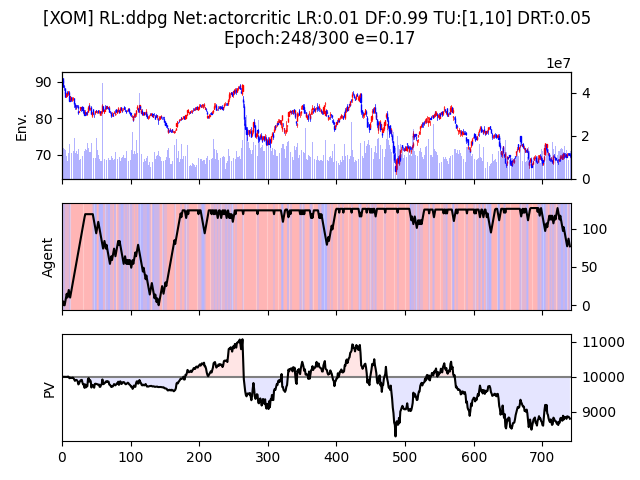 [XOM] RL:ddpg Net:actorcritic LR:0.01 DF:0.99 TU:[1,10] DRT:0.05
Epoch:248/300 e=0.17
1e7
90
80
70
Env.
4
2
0
Agent
100
50
0
PV
11000
10000
9000
0 100 200 300 400 500 600 700